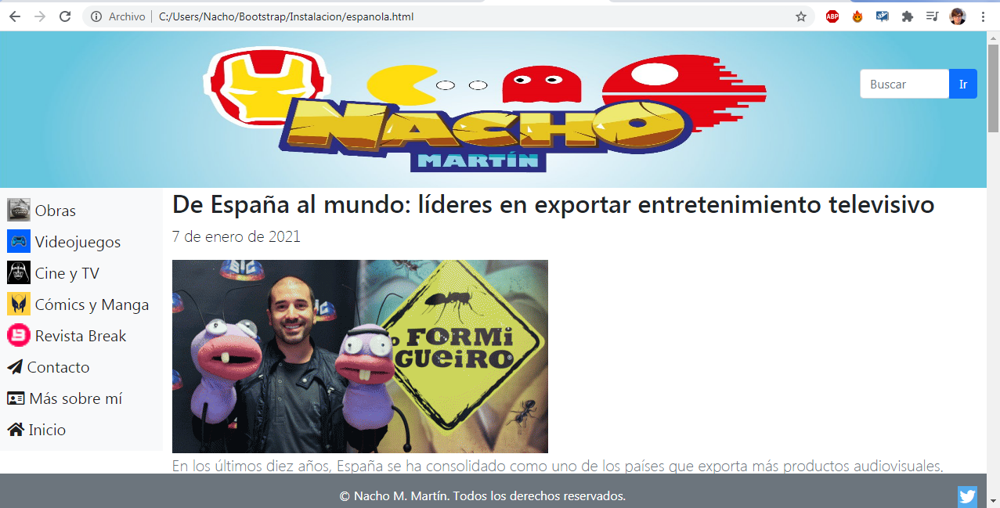 Archivo | C:/Users/Nacho/Bootstrap/Instalacion/espanola.html
ABP
NACHO
MARTÍN
Buscar Ir
Obras
Videojuegos
Cine y TV
Cómics y Manga
Revista Break
Contacto
Más sobre mí
Inicio
De España al mundo: líderes en exportar entretenimiento televisivo
7 de enero de 2021
BIC
o FORMi
GUEiRO®
En los últimos diez años, España se ha consolidado como uno de los países que exporta más productos audiovisuales.
© Nacho M. Martín. Todos los derechos reservados.